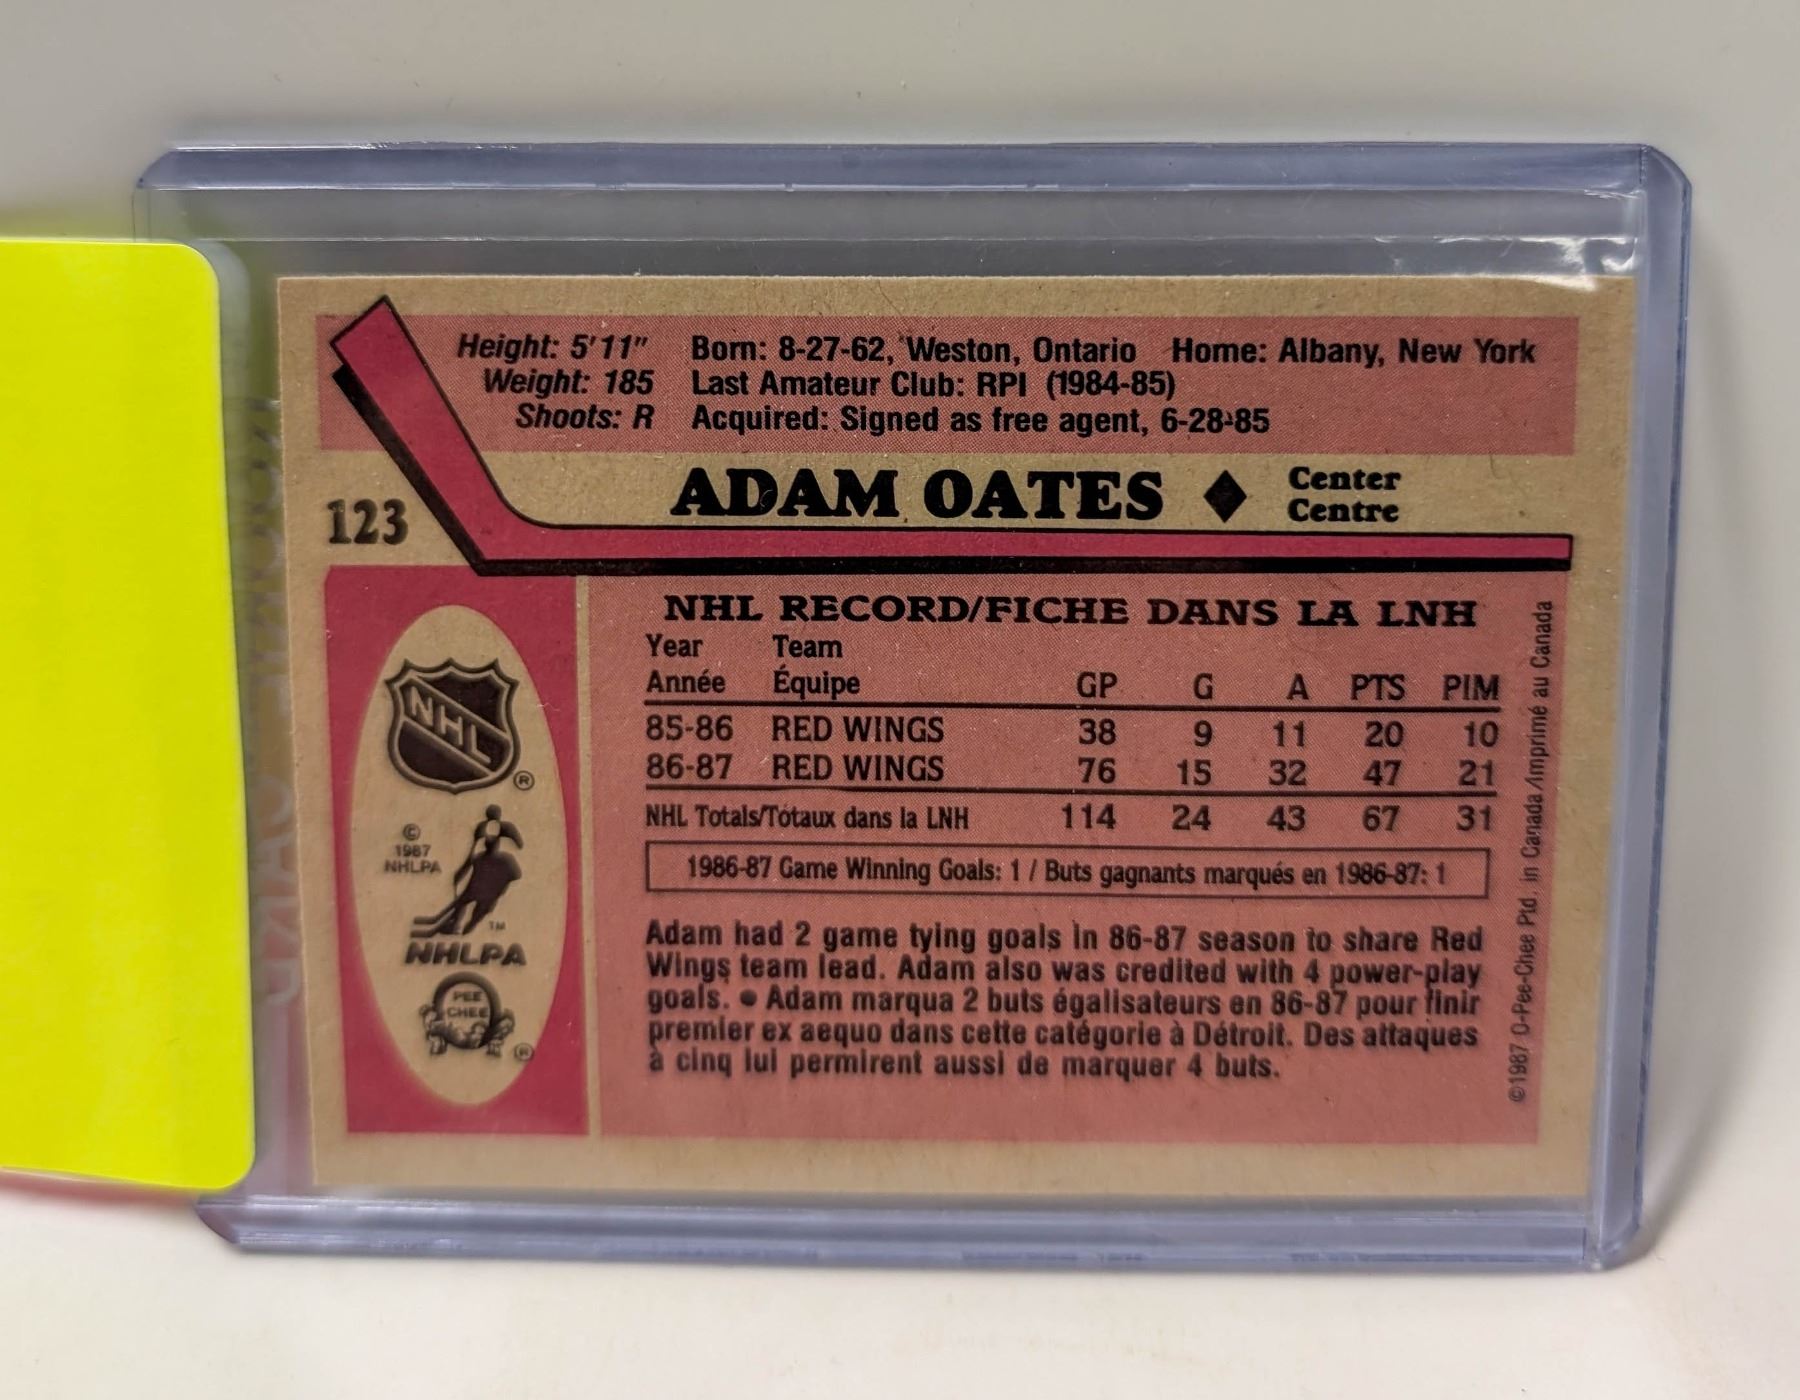 Height: 5'11" Born: 8-27-62, Weston, Ontario Home: Albany, New York
Weight: 185 Last Amateur Club: RPI (1984-85)
Shoots: R Acquired: Signed as free agent, 6-28-85
123 ADAM OATES ◆ Center
Centre
NHL RECORD/FICHE DANS LA LNH
Year Team
Année Équipe GP G A PTS PIM
85-86 RED WINGS 38 9 11 20 10
86-87 RED WINGS 76 15 32 47 21
NHL Totals/Totaux dans la LNH 114 24 43 67 31
1986-87 Game Winning Goals: 1 / Buts gagnants marqués en 1986-87: 1
Adam had 2 game tying goals in 86-87 season to share Red
Wings team lead. Adam also was credited with 4 power-play
goals. ● Adam marqua 2 buts égalisateurs en 86-87 pour finir
premier ex aequo dans cette catégorie à Détroit. Des attaques
à cinq lui permirent aussi de marquer 4 buts.
NHL
®
©
1987
NHLPA
TM
NHLPA
O
PEE
CHEE
®
©1987 O-Pee-Chee Ptd. in Canada/Imprimé au Canada